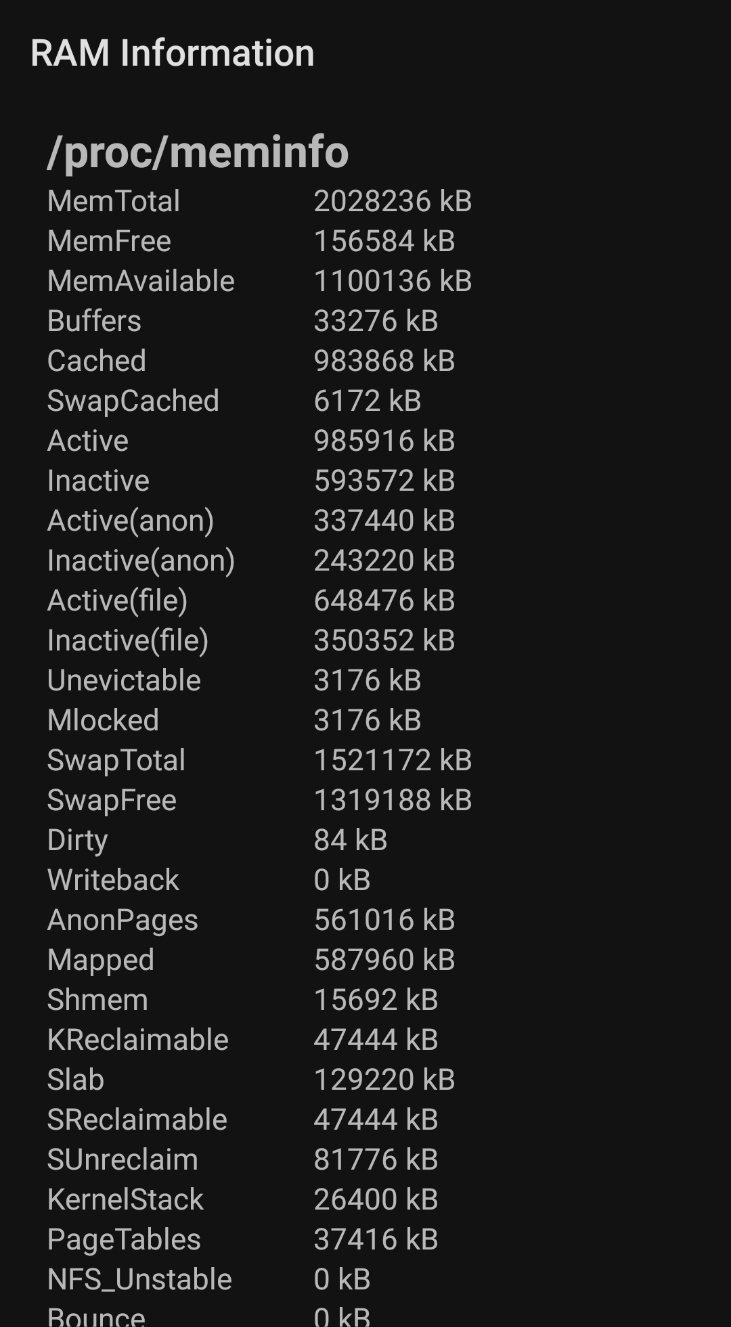 RAM Information
/proc/meminfo
MemTotal 2028236 kB
MemFree 156584 kB
MemAvailable 1100136 kB
Buffers 33276 kB
Cached 983868 kB
SwapCached 6172 kB
Active 985916 kB
Inactive 593572 kB
Active(anon) 337440 kB
Inactive(anon) 243220 kB
Active(file) 648476 kB
Inactive(file) 350352 kB
Unevictable 3176 kB
Mlocked 3176 kB
SwapTotal 1521172 kB
SwapFree 1319188 kB
Dirty 84 kB
Writeback 0 kB
AnonPages 561016 kB
Mapped 587960 kB
Shmem 15692 kB
KReclaimable 47444 kB
Slab 129220 kB
SReclaimable 47444 kB
SUnreclaim 81776 kB
KernelStack 26400 kB
PageTables 37416 kB
NFS_Unstable 0 kB
Bounce 0 kB